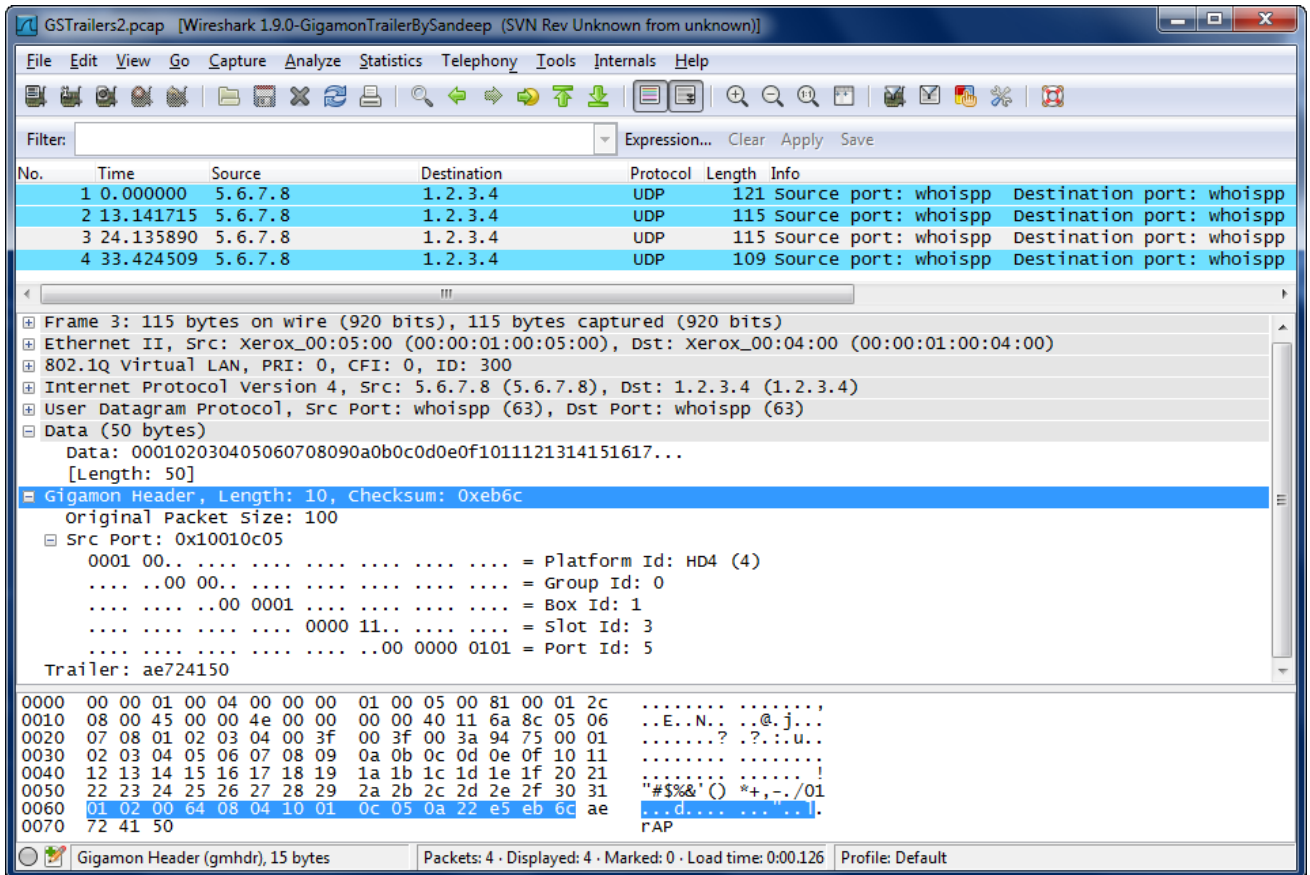 GSTrailers2.pcap [Wireshark 1.9.0-GigamonTrailerBySandeep (SVN Rev Unknown from unknown)]
File Edit View Go Capture Analyze Statistics Telephony Tools Internals Help
Filter: Expression... Clear Apply Save
No. Time Source Destination Protocol Length Info
1 0.000000 5.6.7.8 1.2.3.4 UDP 121 Source port: whoispp Destination port: whoispp
2 13.141715 5.6.7.8 1.2.3.4 UDP 115 Source port: whoispp Destination port: whoispp
3 24.135890 5.6.7.8 1.2.3.4 UDP 115 Source port: whoispp Destination port: whoispp
4 33.424509 5.6.7.8 1.2.3.4 UDP 109 Source port: whoispp Destination port: whoispp
Frame 3: 115 bytes on wire (920 bits), 115 bytes captured (920 bits)
Ethernet II, Src: Xerox_00:05:00 (00:00:01:00:05:00), Dst: Xerox_00:04:00 (00:00:01:00:04:00)
802.1Q Virtual LAN, PRI: 0, CFI: 0, ID: 300
Internet Protocol Version 4, Src: 5.6.7.8 (5.6.7.8), Dst: 1.2.3.4 (1.2.3.4)
User Datagram Protocol, Src Port: whoispp (63), Dst Port: whoispp (63)
Data (50 bytes)
Data: 000102030405060708090a0b0c0d0e0f1011121314151617...
[Length: 50]
Gigamon Header, Length: 10, Checksum: 0xeb6c
Original Packet Size: 100
Src Port: 0x10010c05
0001 00.. .... .... .... .... .... .... = Platform Id: HD4 (4)
.... ..00 00.. .... .... .... .... .... = Group Id: 0
.... .... ..00 0001 .... .... .... .... = Box Id: 1
.... .... .... .... 0000 11.. .... .... = Slot Id: 3
.... .... .... .... .... ..00 0000 0101 = Port Id: 5
Trailer: ae724150
0000 00 00 01 00 04 00 00 00 01 00 05 00 81 00 01 2c ........ .......,
0010 08 00 45 00 00 4e 00 00 00 00 40 11 6a 8c 05 06 ..E..N.. ..@.j...
0020 07 08 01 02 03 04 00 3f 00 3f 00 3a 94 75 00 01 .......? .?.:.u..
0030 02 03 04 05 06 07 08 09 0a 0b 0c 0d 0e 0f 10 11 ........ ........
0040 12 13 14 15 16 17 18 19 1a 1b 1c 1d 1e 1f 20 21 ........ ...... !
0050 22 23 24 25 26 27 28 29 2a 2b 2c 2d 2e 2f 30 31 "#$%&'() *+,-./01
0060 01 02 00 64 08 04 10 01 0c 05 0a 22 e5 eb 6c ae ...d.... ..."..l.
0070 72 41 50 rAP
Gigamon Header (gmhdr), 15 bytes Packets: 4 · Displayed: 4 · Marked: 0 · Load time: 0:00.126 Profile: Default